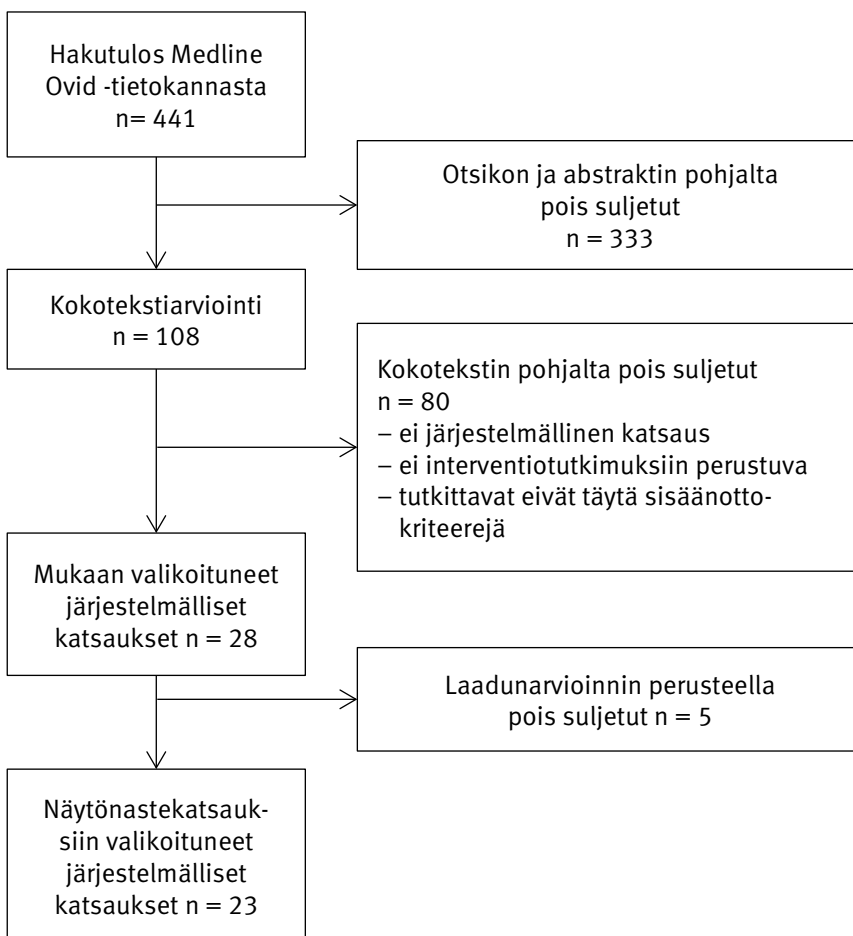 Hakutulos Medline
Ovid -tietokannasta
n= 441
Otsikon ja abstraktin pohjalta
pois suljetut
n = 333
Kokotekstiarviointi
n = 108
Kokotekstin pohjalta pois suljetut
n = 80
– ei järjestelmällinen katsaus
– ei interventiotutkimuksiin perustuva
– tutkittavat eivät täytä sisäänotto-
kriteerejä
Mukaan valikoituneet
järjestelmälliset
katsaukset n = 28
Laadunarvioinnin perusteella
pois suljetut n = 5
Näytönastekatsauk-
siin valikoituneet
järjestelmälliset
katsaukset n = 23